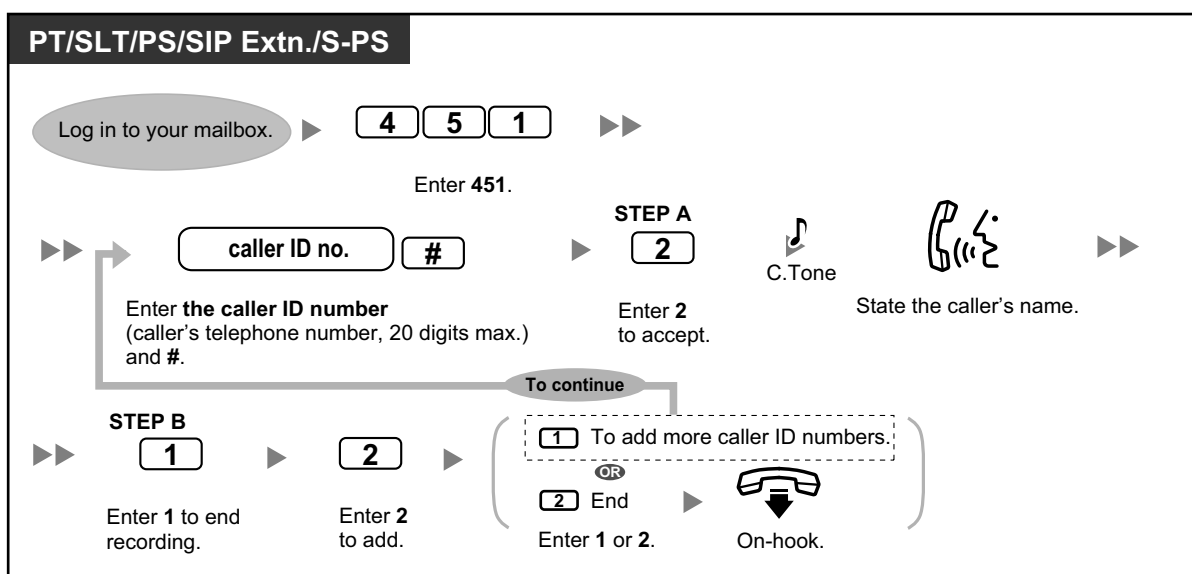 PT/SLT/PS/SIP Extn./S-PS
Log in to your mailbox.
4 5 1
Enter 451.
caller ID no. #
Enter the caller ID number
(caller's telephone number, 20 digits max.)
and #.
STEP A
2
Enter 2
to accept.
C.Tone
State the caller's name.
To continue
STEP B
1
Enter 1 to end
recording.
2
Enter 2
to add.
1 To add more caller ID numbers.
OR
2 End
Enter 1 or 2.
On-hook.